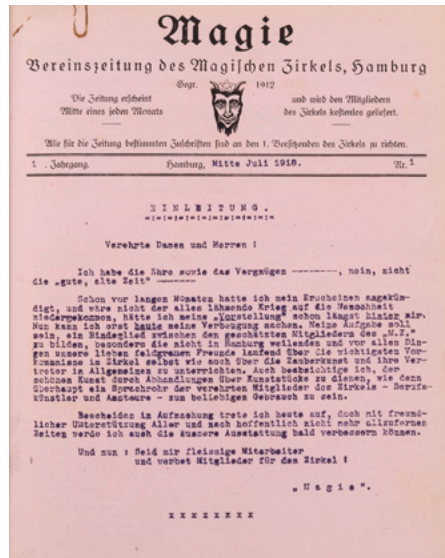 Magie
Vereinszeitung des Magischen Zirkels, Hamburg
Gegr. 1912
Die Zeitung erscheint
Mitte eines jeden Monats
und wird den Mitgliedern
des Zirkels kostenlos geliefert.
Alle für die Zeitung bestimmten Zuschriften sind an den 1. Vorsitzenden des Zirkels zu richten.
1. Jahrgang. Hamburg, Mitte Juli 1918. Nr. 1
EINLEITUNG.
Verehrte Damen und Herren !
Ich habe die Ehre sowie das Vergnügen --------, nein, nicht
die „gute, alte Zeit" --------
Schon vor langen Monaten hatte ich mein Erscheinen angekün-
digt, und wäre nicht der alles lähmende Krieg auf die Menschheit
niedergekommen, hätte ich meine „Vorstellung" schon längst hinter mir.
Nun kann ich erst heute meine Verbeugung machen. Meine Aufgabe soll
sein, ein Bindeglied zwischen den geschätzten Mitgliedern des „M.Z."
zu bilden, besonders die nicht in Hamburg weilenden und vor allen Din
gen unsere lieben feldgrauen Freunde laufend über die wichtigsten Vor-
kommnisse im Zirkel selbst wie auch über die Zauberkunst und ihre Ver-
treter im Allgemeinen zu unterrichten. Auch beabsichtige ich, der
schönen Kunst durch Abhandlungen über Kunststücke zu dienen, wie denn
überhaupt ein Sprachrohr der verehrten Mitglieder des Zirkels - Berufs-
künstler und Amateure - zum beliebigen Gebrauch zu sein.
Bescheiden in Aufmachung trete ich heute auf, doch mit freund-
licher Unterstützung Aller und nach hoffentlich nicht mehr allzufernen
Zeiten werde ich auch die äussere Ausstattung bald verbessern können.
Und nun : Seid mir fleissige Mitarbeiter
und werbet Mitglieder für den Zirkel !
„Magie".
x x x x x x x x